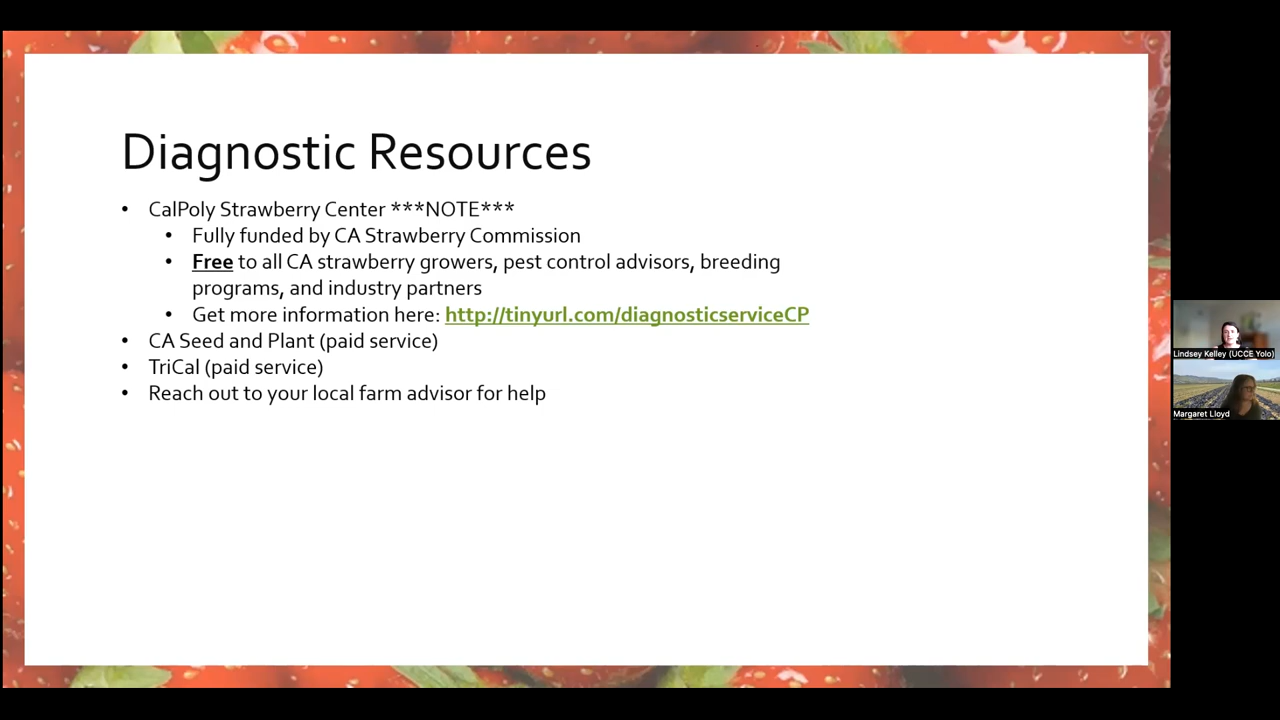 Diagnostic Resources
• CalPoly Strawberry Center ***NOTE***
• Fully funded by CA Strawberry Commission
• Free to all CA strawberry growers, pest control advisors, breeding
programs, and industry partners
• Get more information here: http://tinyurl.com/diagnosticserviceCP
• CA Seed and Plant (paid service)
• TriCal (paid service)
• Reach out to your local farm advisor for help
Lindsey Kelley (UCCE Yolo)
Margaret Lloyd